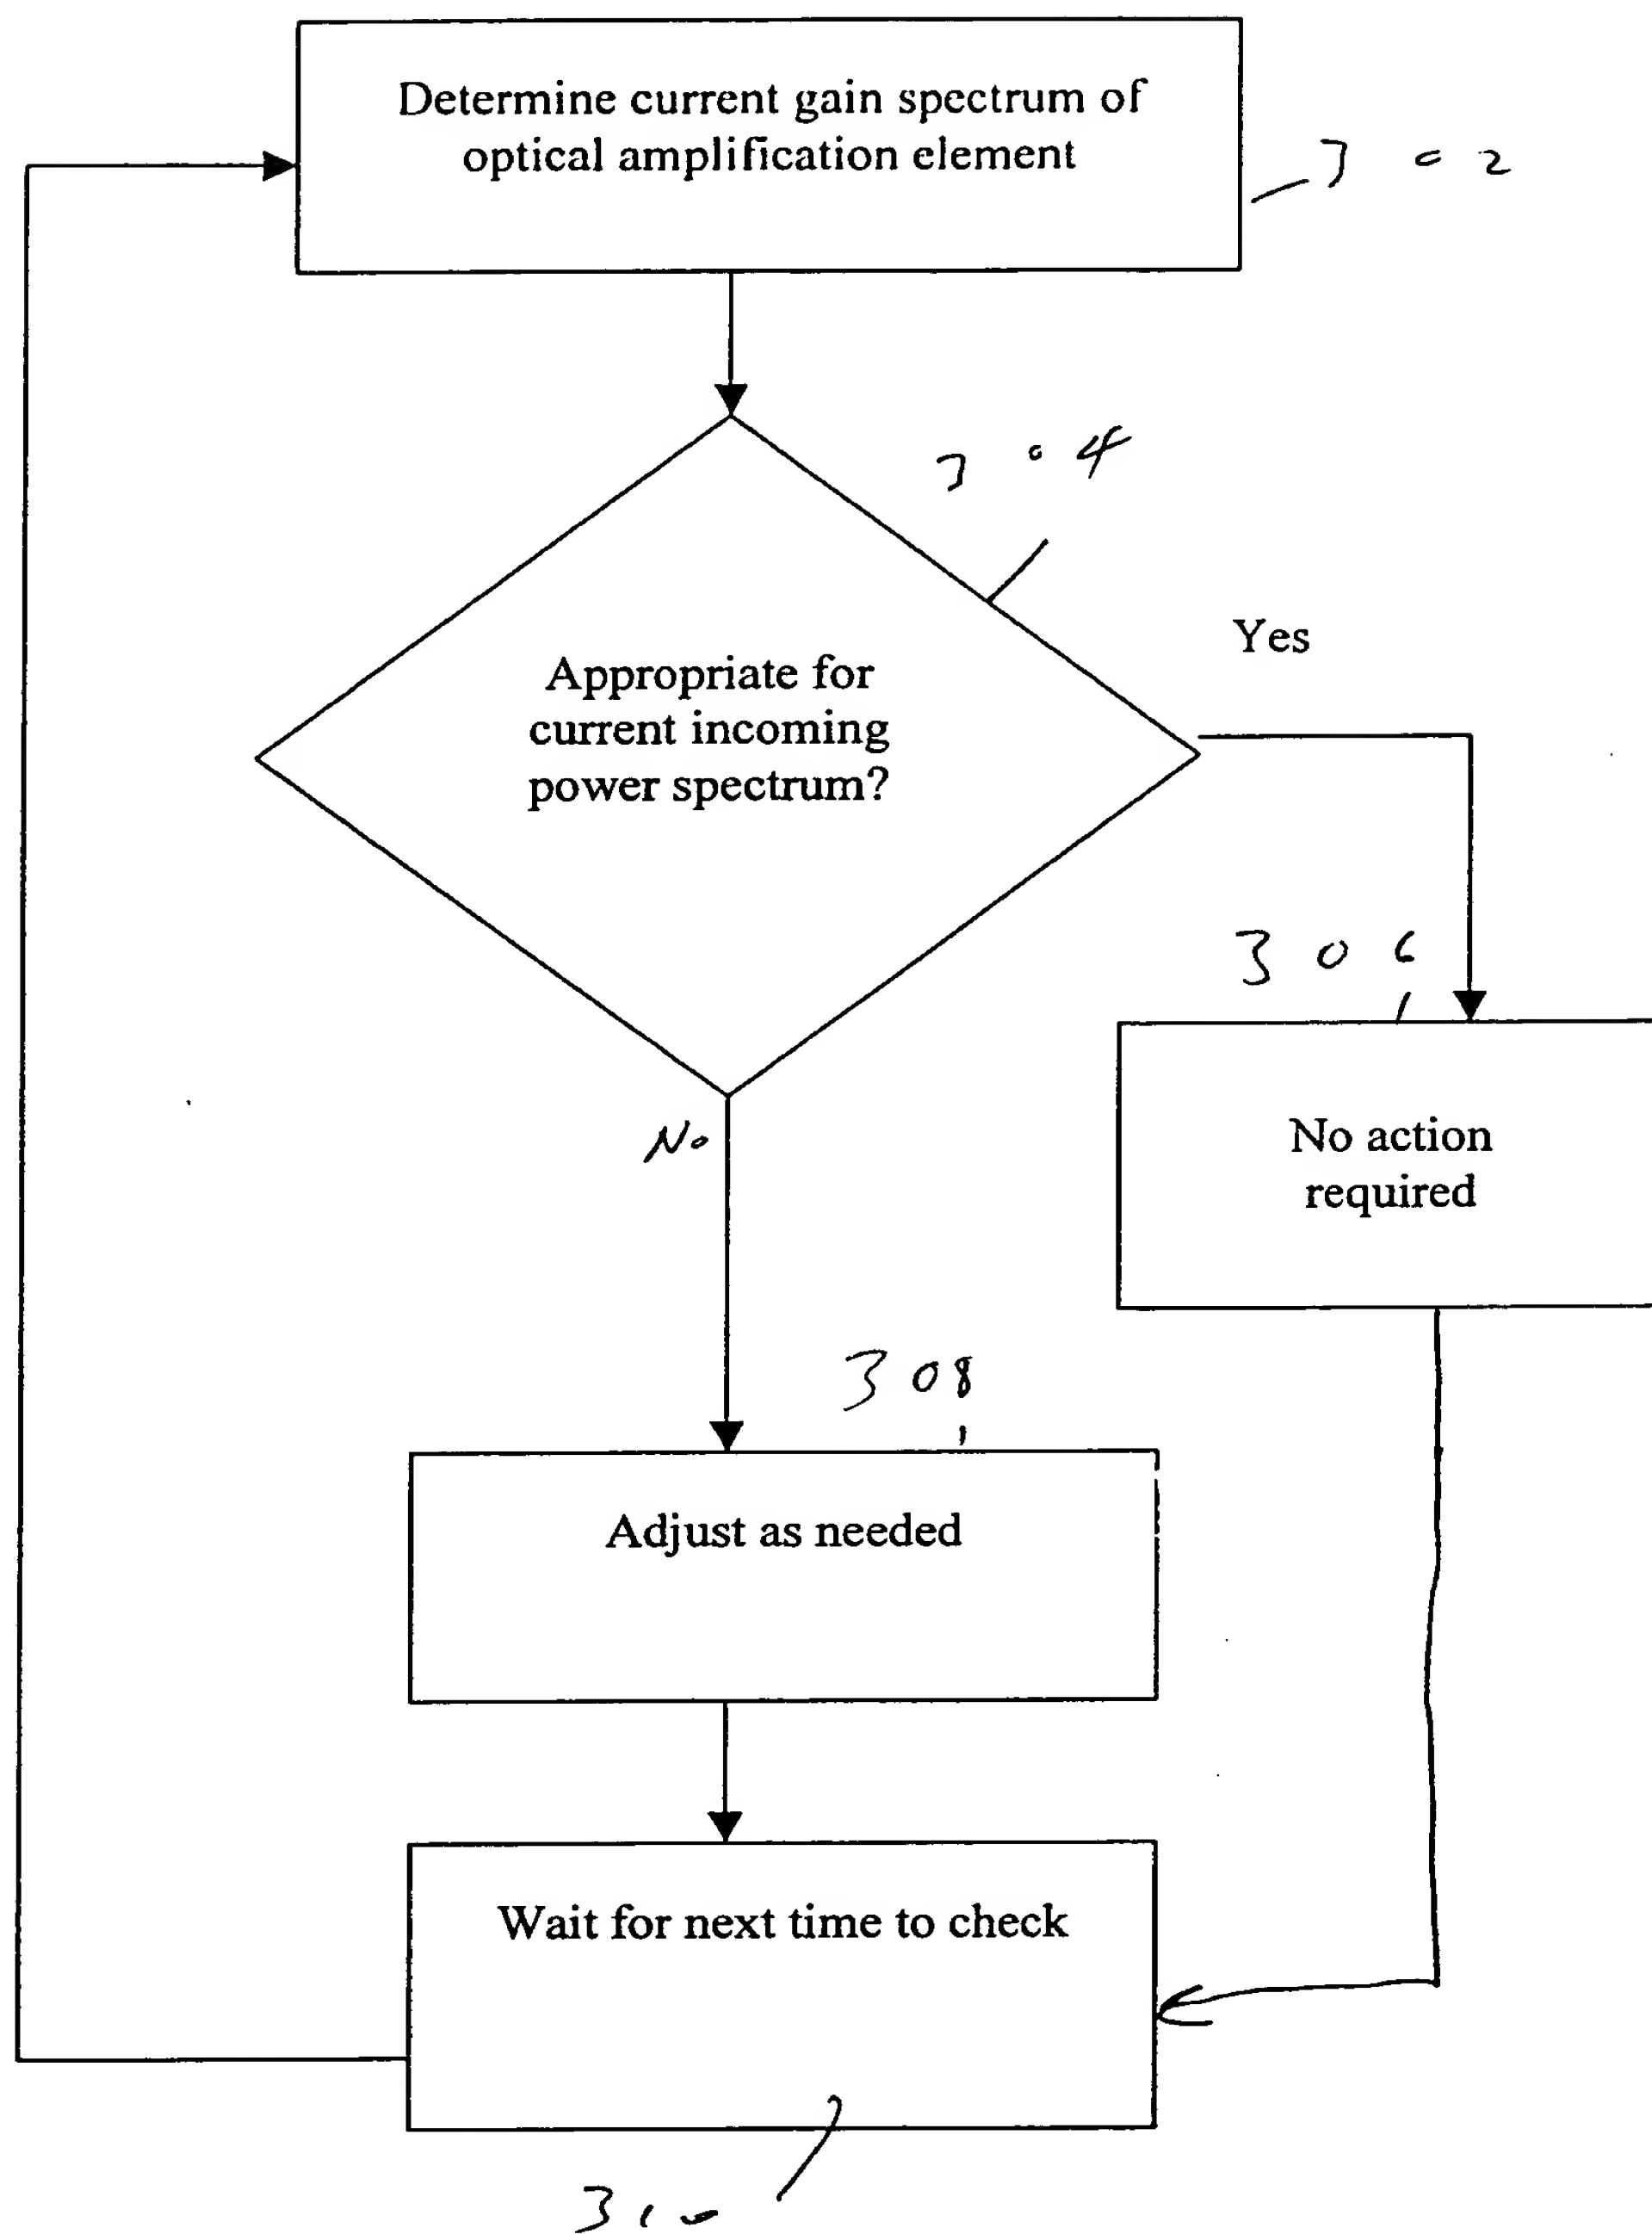 Determine current gain spectrum of
optical amplification element
302
304
Yes
Appropriate for
current incoming
power spectrum?
306
No
No action
required
308
Adjust as needed
Wait for next time to check
310